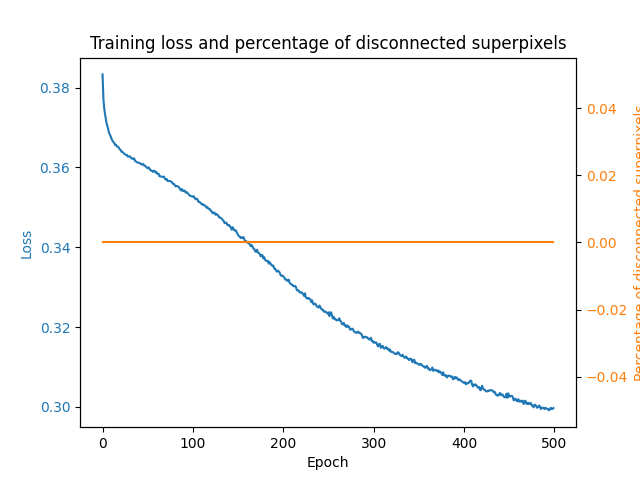 Training loss and percentage of disconnected superpixels
0.38
0.36
0.34
0.32
0.30
Loss
0.04
0.02
0.00
−0.02
−0.04
Percentage of disconnected superpixels
0 100 200 300 400 500
Epoch